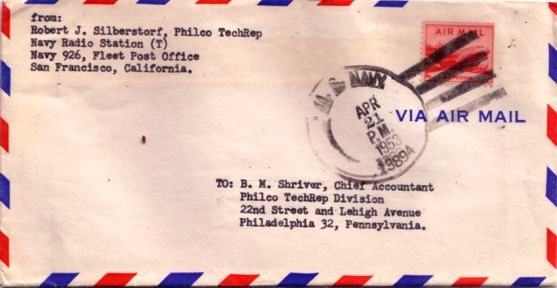 from:
Robert J. Silberstorf, Philco TechRep
Navy Radio Station (T)
Navy 926, Fleet Post Office
San Francisco, California.
AIR MAIL
U. S. NAVY
APR
21
P.M.
1953
13894
VIA AIR MAIL
TO: B. M. Shriver, Chief Accountant
Philco TechRep Division
22nd Street and Lehigh Avenue
Philadelphia 32, Pennsylvania.